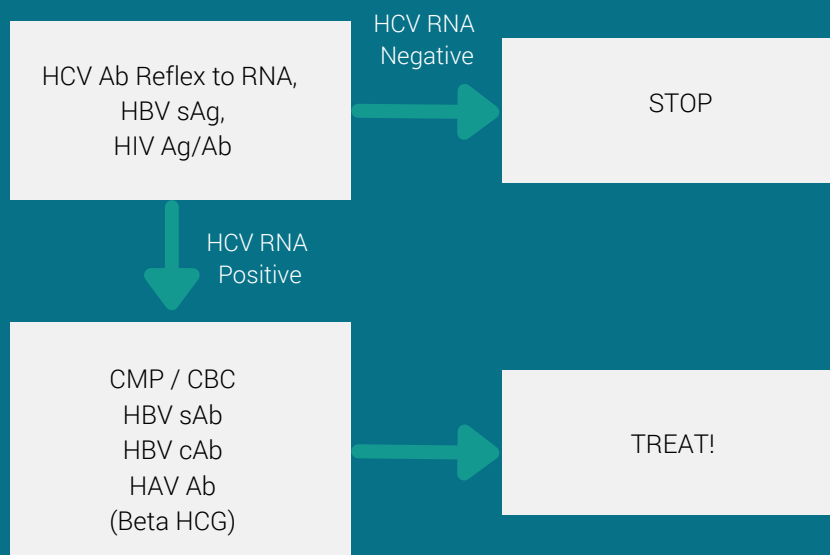 HCV Ab Reflex to RNA,
HBV sAg,
HIV Ag/Ab
HCV RNA
Negative
STOP
HCV RNA
Positive
CMP / CBC
HBV sAb
HBV cAb
HAV Ab
(Beta HCG)
TREAT!